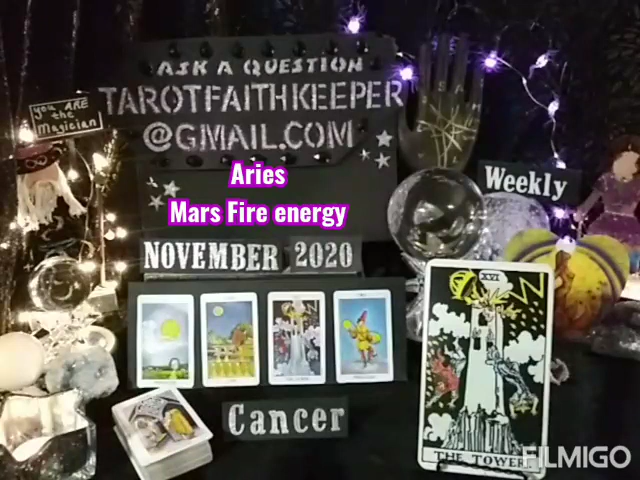 ASK A QUESTION
TAROTFAITHKEEPER
@GMAIL.COM
you ARE
the
Magician
Aries
Mars Fire energy
Weekly
NOVEMBER 2020
XVI
Cancer
THE TOWER
FILMIGO